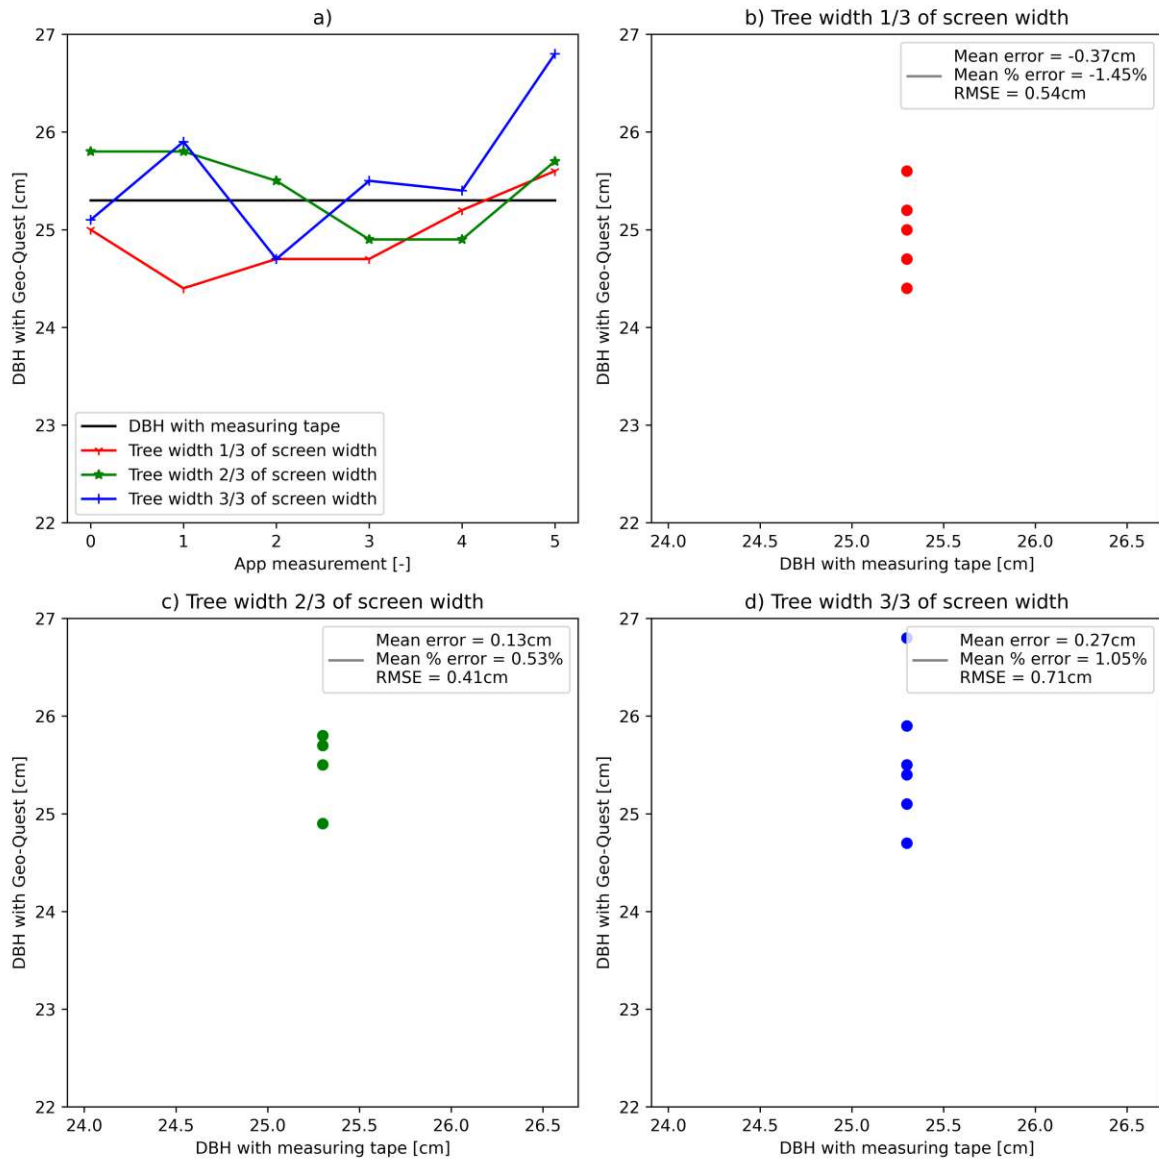 a)
27
26
25
24
23
22
DBH with Geo-Quest [cm]
DBH with measuring tape
Tree width 1/3 of screen width
Tree width 2/3 of screen width
Tree width 3/3 of screen width
0 1 2 3 4 5
App measurement [-]
b) Tree width 1/3 of screen width
27
26
25
24
23
22
DBH with Geo-Quest [cm]
Mean error = -0.37cm
Mean % error = -1.45%
RMSE = 0.54cm
24.0 24.5 25.0 25.5 26.0 26.5
DBH with measuring tape [cm]
c) Tree width 2/3 of screen width
27
26
25
24
23
22
DBH with Geo-Quest [cm]
Mean error = 0.13cm
Mean % error = 0.53%
RMSE = 0.41cm
24.0 24.5 25.0 25.5 26.0 26.5
DBH with measuring tape [cm]
d) Tree width 3/3 of screen width
27
26
25
24
23
22
DBH with Geo-Quest [cm]
Mean error = 0.27cm
Mean % error = 1.05%
RMSE = 0.71cm
24.0 24.5 25.0 25.5 26.0 26.5
DBH with measuring tape [cm]